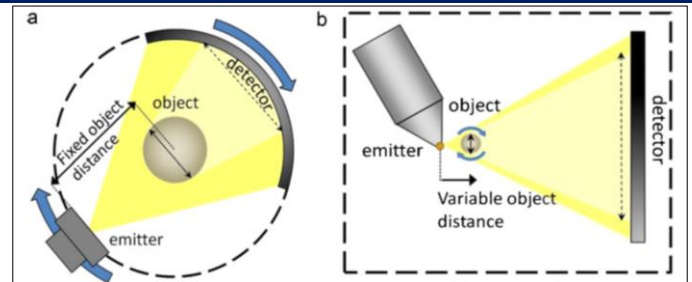 a
detector
object
Fixed object
distance
emitter
b
object
emitter
detector
Variable object
distance